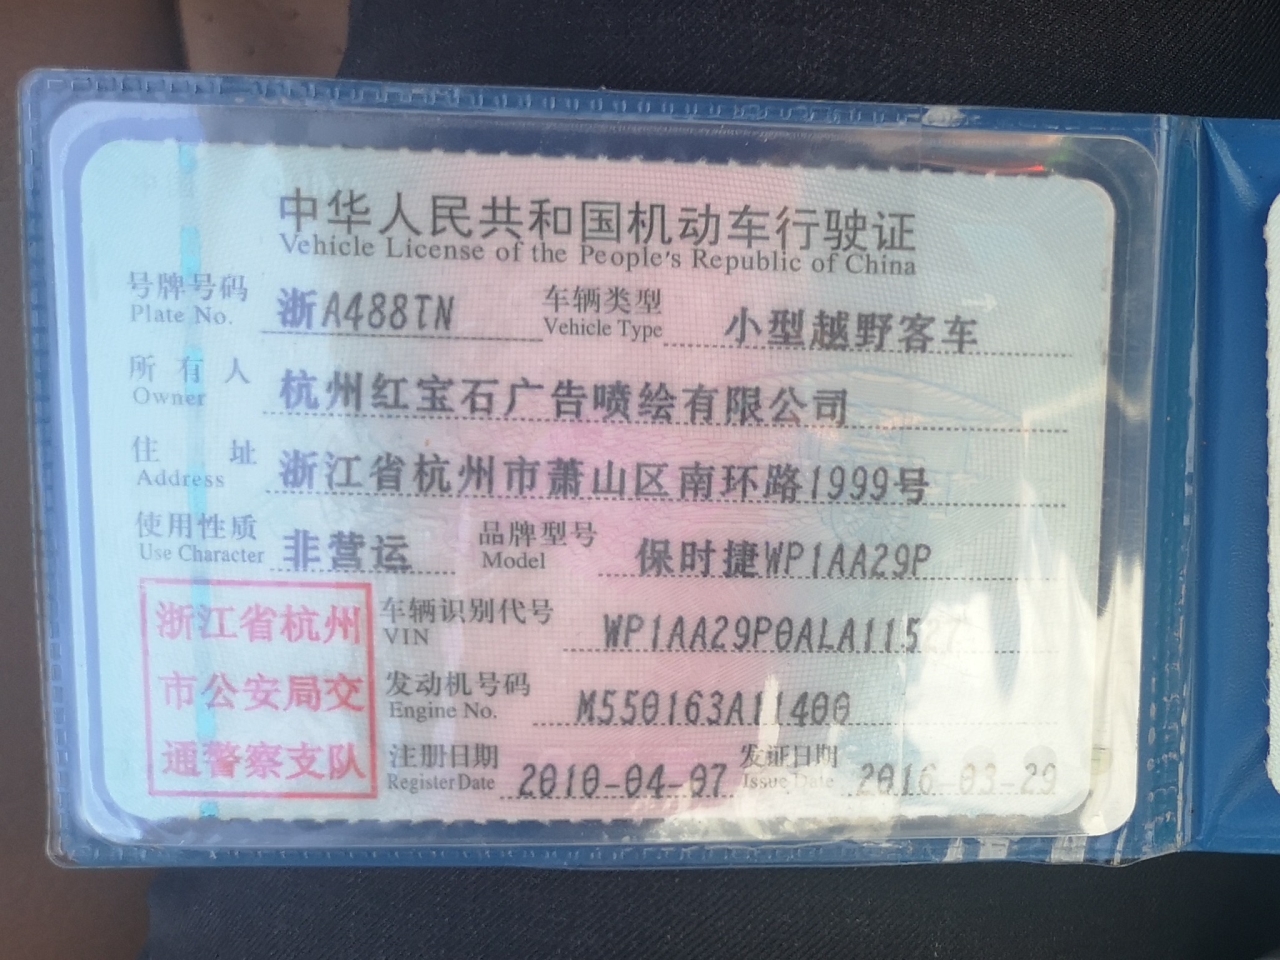 中华人民共和国机动车行驶证
Vehicle License of the People's Republic of China
号牌号码 浙A488TN 车辆类型 小型越野客车
Plate No. Vehicle Type
所有人 杭州红宝石广告喷绘有限公司
Owner
住址 浙江省杭州市萧山区南环路1999号
Address
使用性质 非营运 品牌型号 保时捷WP1AA29P
Use Character Model
浙江省杭州
市公安局交
通警察支队
车辆识别代号 WP1AA29P0ALA11527
VIN
发动机号码 M550163A11400
Engine No.
注册日期 2010-04-07 发证日期 2016-03-29
Register Date Issue Date